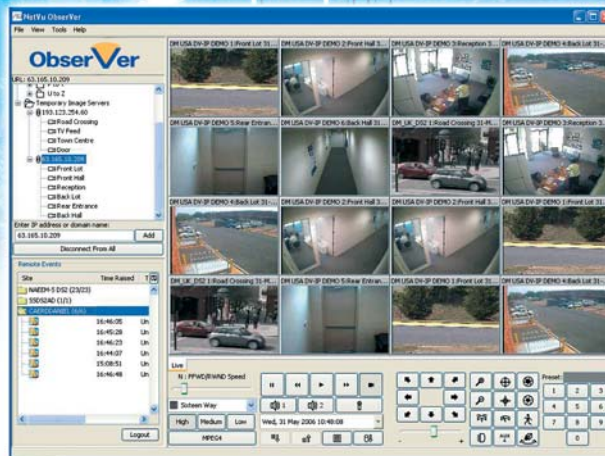 NetVu ObserVer
File View Tools Help
ObserVer
URL: 63.165.10.209
U to Z
Temporary Image Servers
193.123.254.60
Road Crossing
TV Feed
Town Centre
Door
63.165.10.209
Front Lot
Front Hall
Reception
Back Lot
Rear Entrance
Back Hall
Enter IP address or domain name:
63.165.10.209 Add
Disconnect From All
Remote Events
Site Time Raised T
NAEEM-S DS2 (23/23)
SSDS2AD (1/1)
16:46:05 Un
16:45:28 Un
16:46:23 Un
16:44:07 Un
15:08:51 Un
16:46:48 Un
Logout
DM USA DV-IP DEMO 1:Front Lot 31... DM USA DV-IP DEMO 2:Front Hall 3... DM USA DV-IP DEMO 3:Reception 3... DM USA DV-IP DEMO 4:Back Lot 31-...
DM USA DV-IP DEMO 5:Rear Entran... DM USA DV-IP DEMO 6:Back Hall 31... DM_UK_DS2 1:Road Crossing 31-M... DM USA DV-IP DEMO 3:Reception 3...
DM USA DV-IP DEMO 4:Back Lot 31-... DM USA DV-IP DEMO 2:Front Hall 3... DM USA DV-IP DEMO 2:Front Hall 3... DM USA DV-IP DEMO 1:Front Lot 31...
DM_UK_DS2 1:Road Crossing 31-M... DM USA DV-IP DEMO 5:Rear Entran... DM USA DV-IP DEMO 1:Front Lot 31... DM USA DV-IP DEMO 4:Back Lot 31-...
Live
N : FFWD/RWND Speed
Sixteen Way
1 2
High Medium Low Wed, 31 May 2006 10:48:08
MPEG4
- +
AUX
Preset:
1 2 3
4 5 6
7 8 9
0